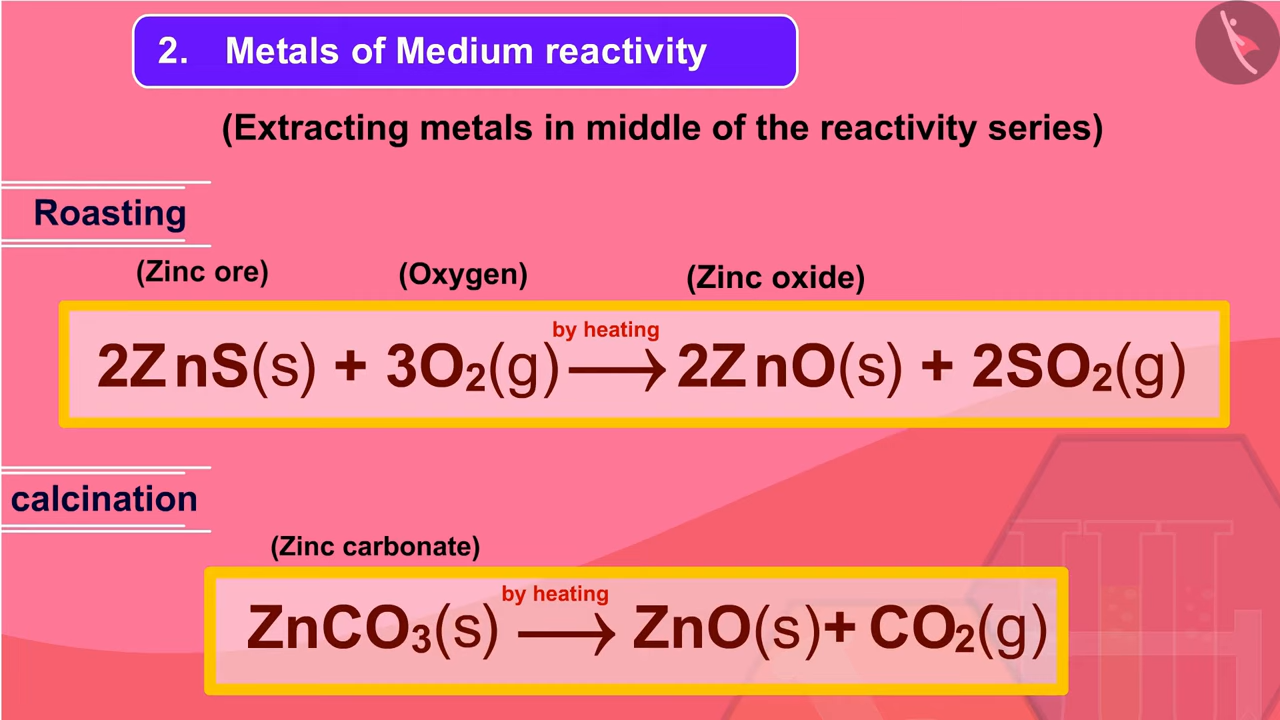 2. Metals of Medium reactivity
(Extracting metals in middle of the reactivity series)
Roasting
(Zinc ore) (Oxygen) (Zinc oxide)
by heating
2ZnS(s) + 3O₂(g) ⟶ 2ZnO(s) + 2SO₂(g)
calcination
(Zinc carbonate)
by heating
ZnCO₃(s) ⟶ ZnO(s)+ CO₂(g)